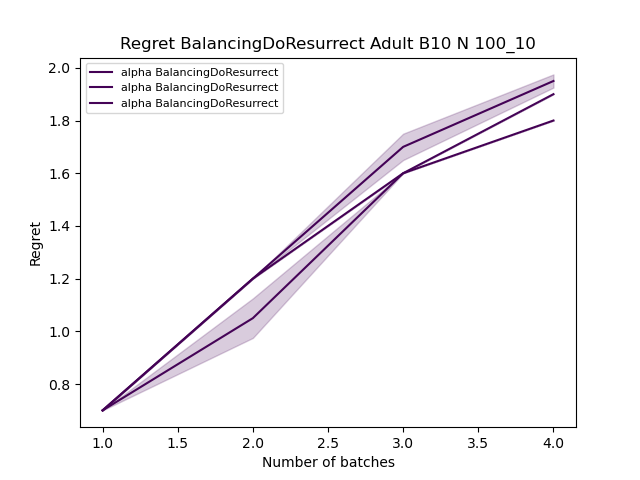 Regret BalancingDoResurrect Adult B10 N 100_10
alpha BalancingDoResurrect
alpha BalancingDoResurrect
alpha BalancingDoResurrect
Regret
2.0
1.8
1.6
1.4
1.2
1.0
0.8
1.0 1.5 2.0 2.5 3.0 3.5 4.0
Number of batches